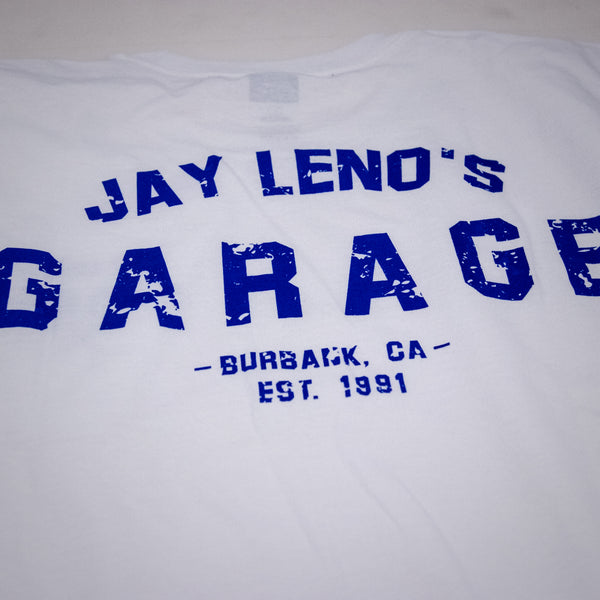 JAY LENO'S
GARAGE
- BURBANK, CA -
EST. 1991